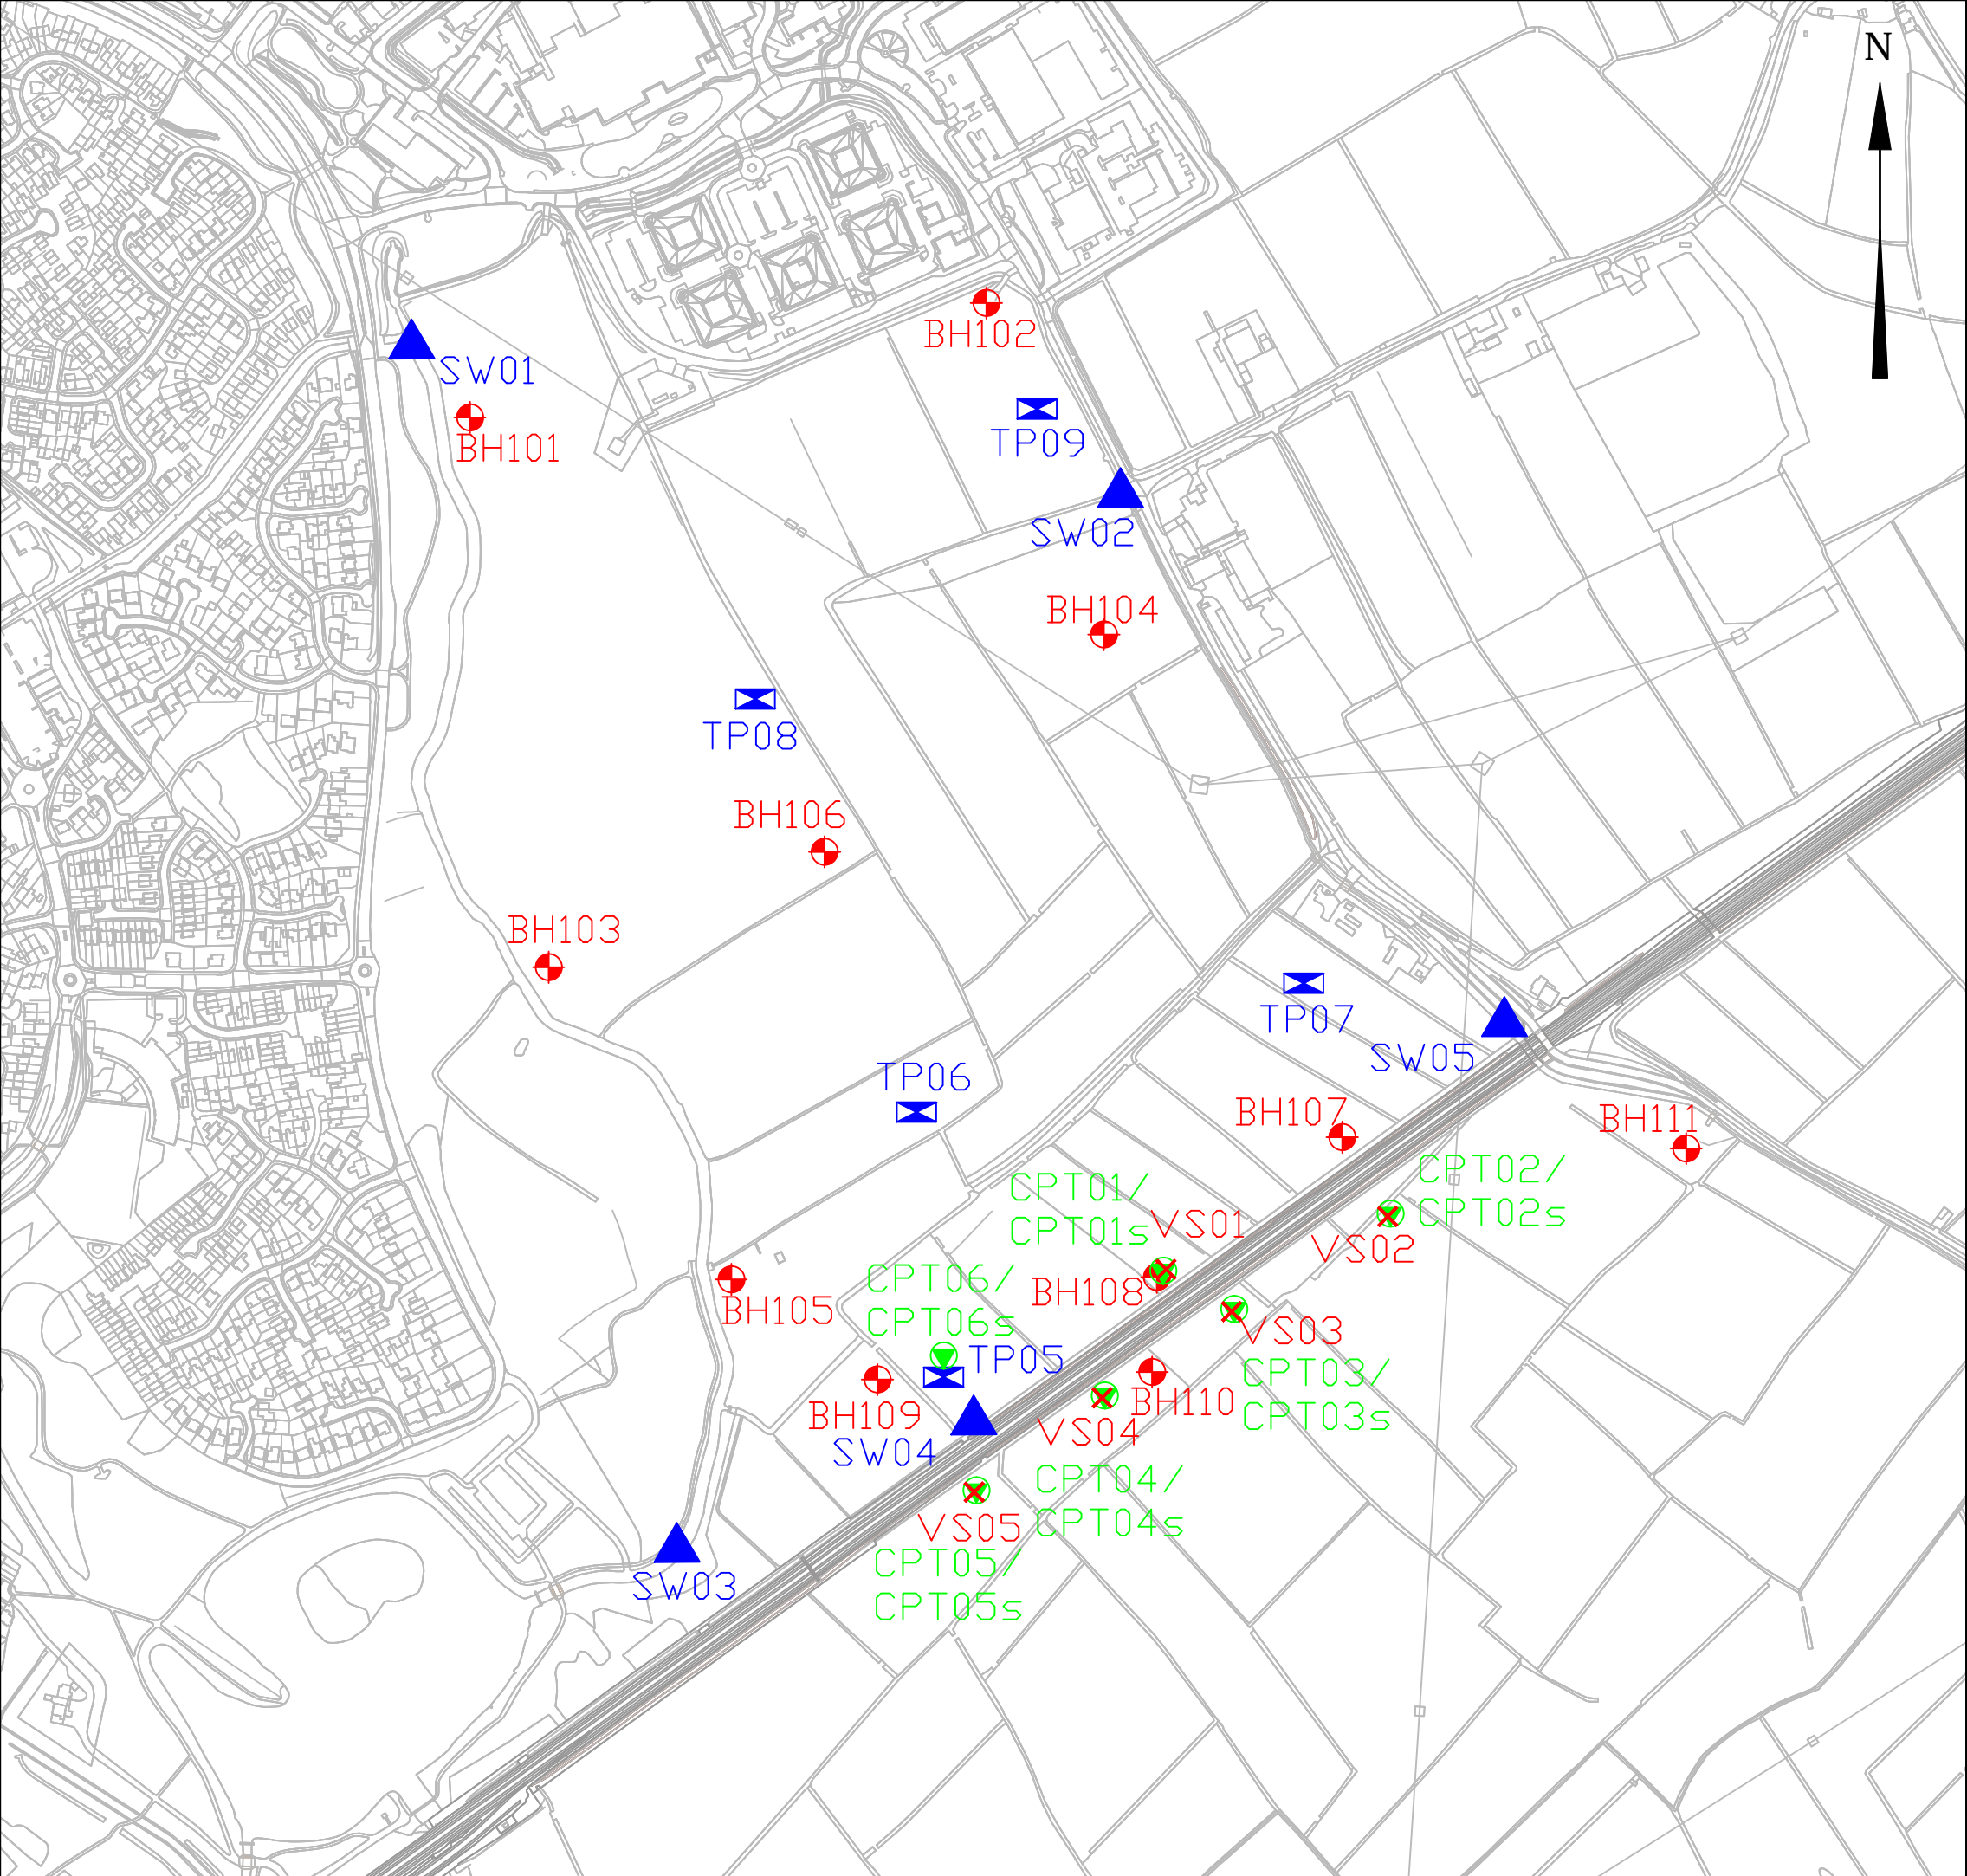 N
BH102
SW01
TP09
BH101
SW02
BH104
TP08
BH106
BH103
TP07
SW05
TP06
BH107
BH111
CPT01/
CPT01s
VS01
CPT02/
CPT02s
VS02
CPT06/
CPT06s
BH108
BH105
VS03
TP05
CPT03/
CPT03s
BH109
BH110
SW04
VS04
CPT04/
CPT04s
VS05
CPT05/
CPT05s
SW03